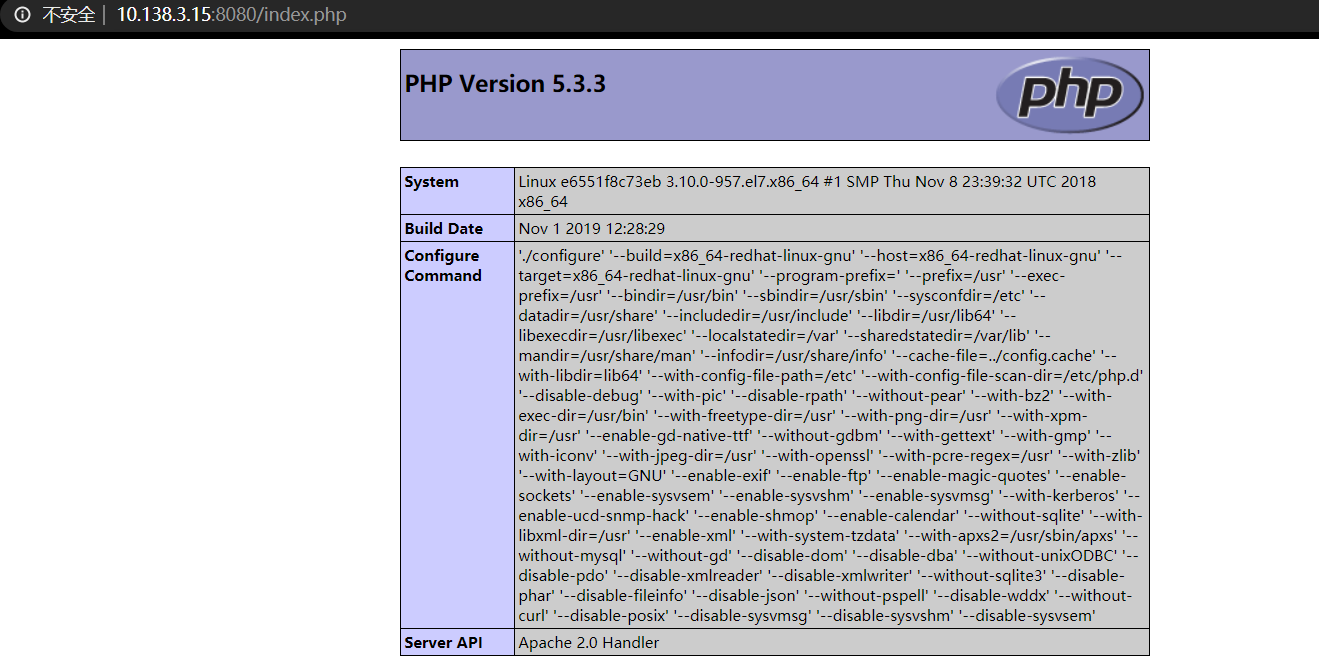 不安全 | 10.138.3.15:8080/index.php
PHP Version 5.3.3
php
System
Linux e6551f8c73eb 3.10.0-957.el7.x86_64 #1 SMP Thu Nov 8 23:39:32 UTC 2018
x86_64
Build Date
Nov 1 2019 12:28:29
Configure
Command
'./configure' '--build=x86_64-redhat-linux-gnu' '--host=x86_64-redhat-linux-gnu' '--
target=x86_64-redhat-linux-gnu' '--program-prefix=' '--prefix=/usr' '--exec-
prefix=/usr' '--bindir=/usr/bin' '--sbindir=/usr/sbin' '--sysconfdir=/etc' '--
datadir=/usr/share' '--includedir=/usr/include' '--libdir=/usr/lib64' '--
libexecdir=/usr/libexec' '--localstatedir=/var' '--sharedstatedir=/var/lib' '--
mandir=/usr/share/man' '--infodir=/usr/share/info' '--cache-file=../config.cache' '--
with-libdir=lib64' '--with-config-file-path=/etc' '--with-config-file-scan-dir=/etc/php.d'
'--disable-debug' '--with-pic' '--disable-rpath' '--without-pear' '--with-bz2' '--with-
exec-dir=/usr/bin' '--with-freetype-dir=/usr' '--with-png-dir=/usr' '--with-xpm-
dir=/usr' '--enable-gd-native-ttf' '--without-gdbm' '--with-gettext' '--with-gmp' '--
with-iconv' '--with-jpeg-dir=/usr' '--with-openssl' '--with-pcre-regex=/usr' '--with-zlib'
'--with-layout=GNU' '--enable-exif' '--enable-ftp' '--enable-magic-quotes' '--enable-
sockets' '--enable-sysvsem' '--enable-sysvshm' '--enable-sysvmsg' '--with-kerberos' '--
enable-ucd-snmp-hack' '--enable-shmop' '--enable-calendar' '--without-sqlite' '--with-
libxml-dir=/usr' '--enable-xml' '--with-system-tzdata' '--with-apxs2=/usr/sbin/apxs' '--
without-mysql' '--without-gd' '--disable-dom' '--disable-dba' '--without-unixODBC' '--
disable-pdo' '--disable-xmlreader' '--disable-xmlwriter' '--without-sqlite3' '--disable-
phar' '--disable-fileinfo' '--disable-json' '--without-pspell' '--disable-wddx' '--without-
curl' '--disable-posix' '--disable-sysvmsg' '--disable-sysvshm' '--disable-sysvsem'
Server API
Apache 2.0 Handler